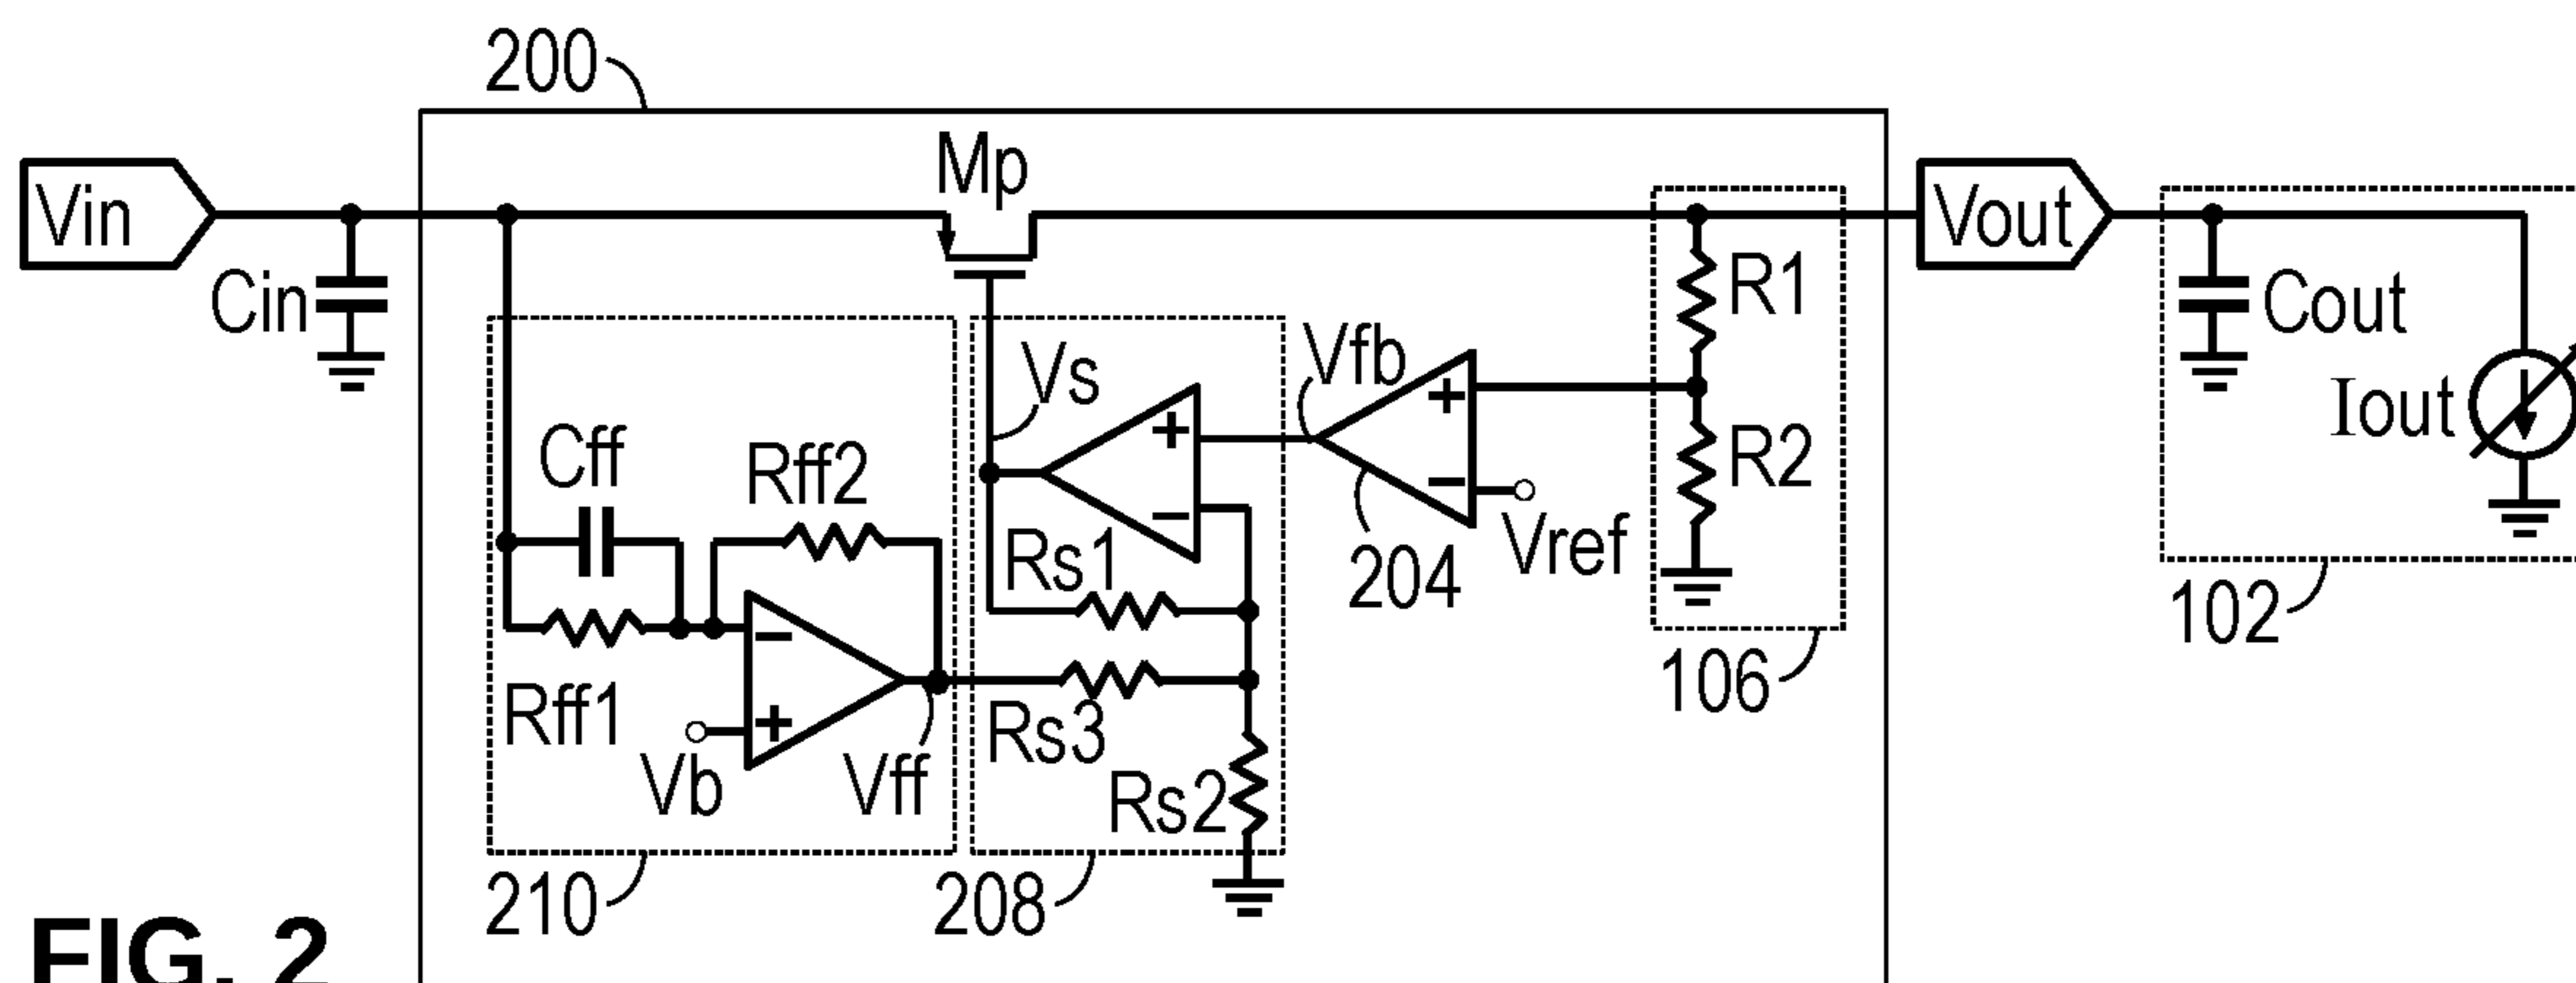 200
Mp
Vin
Vout
Cin
R1
Cout
Vs
Vfb
+
+
Iout
Cff
Rff2
R2
−
−
Rs1
204
Vref
102
−
106
Rff1
+
Rs3
Vb
Vff
Rs2
210
208
FIG. 2